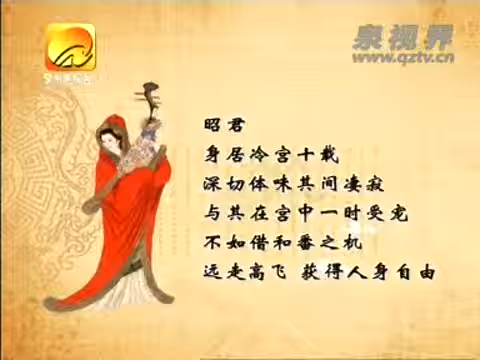 泉视界
www.qztv.cn
昭君
身居冷宫十载
深切体味其间凄寂
与其在宫中一时受宠
不如借和番之机
远走高飞 获得人身自由